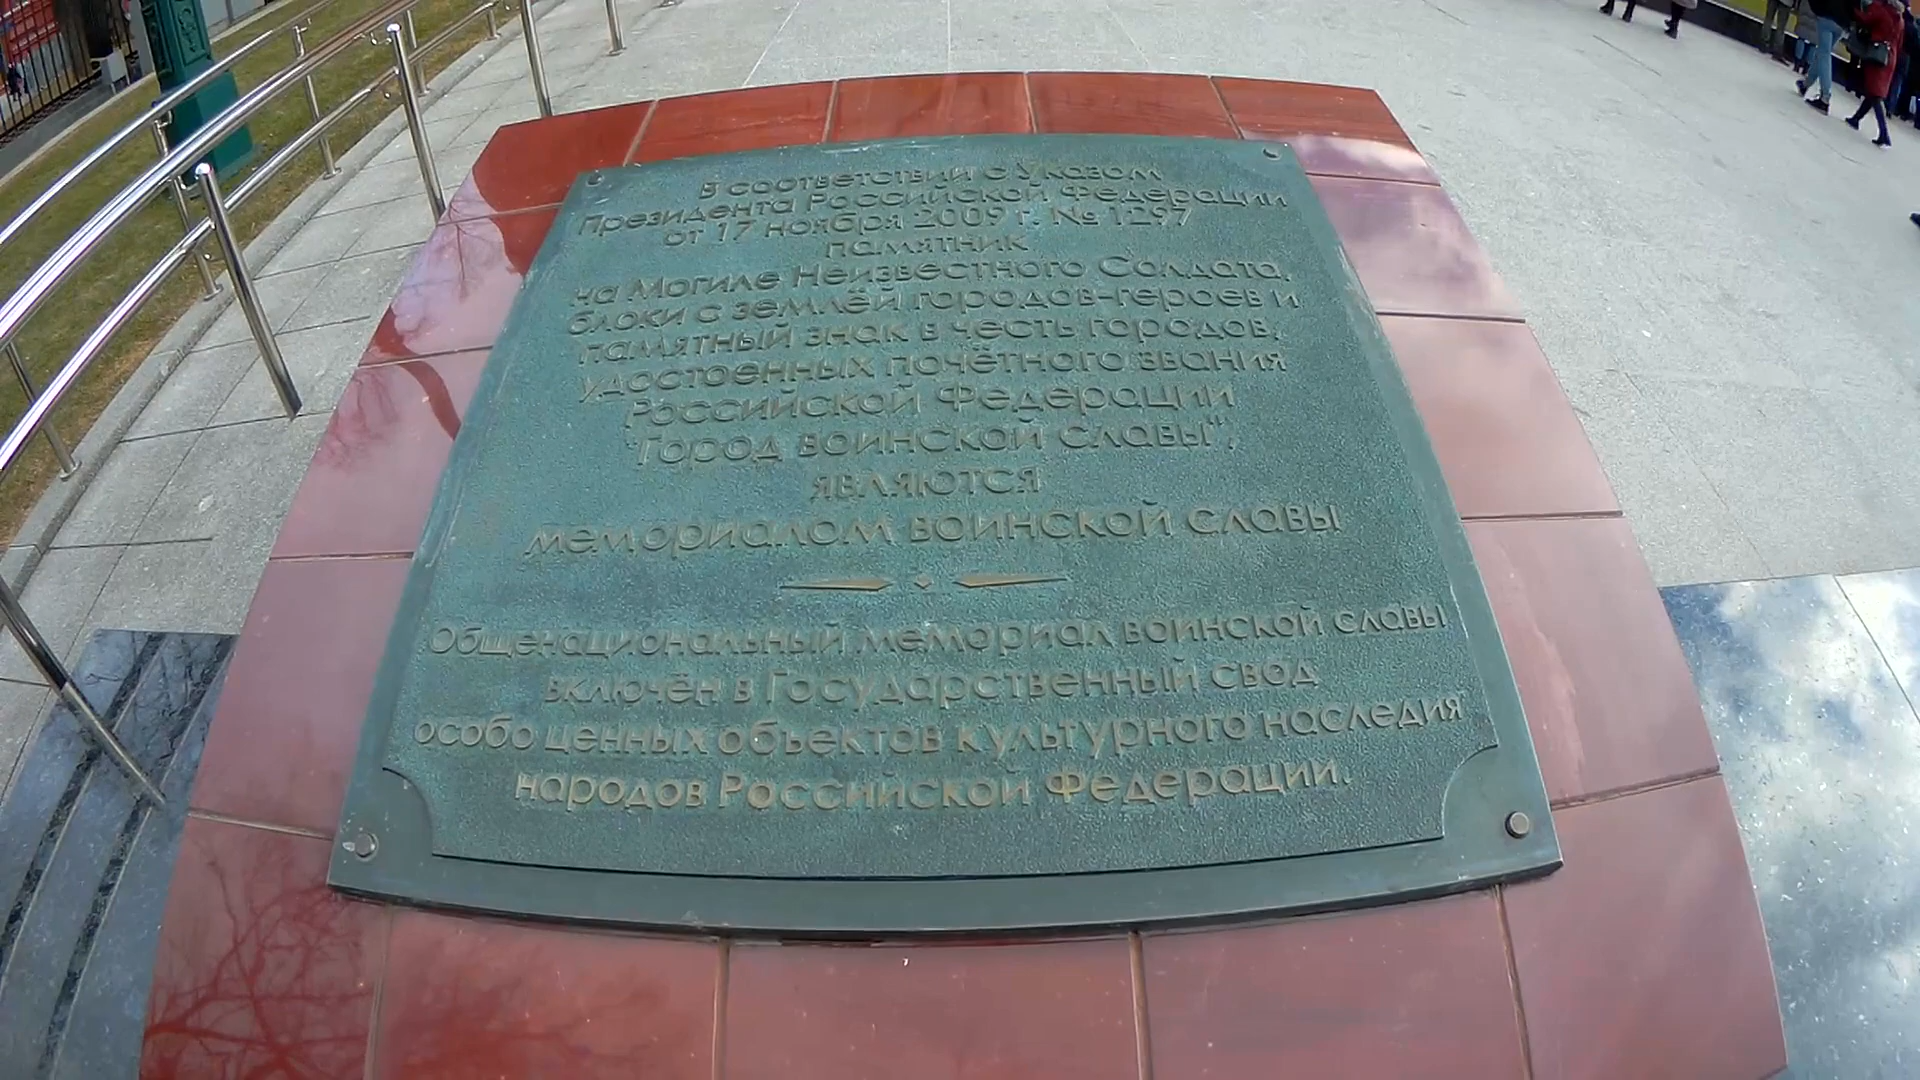 В соответствии с Указом
Президента Российской Федерации
от 17 ноября 2009 г. № 1297
памятник
на Могиле Неизвестного Солдата,
блоки с землёй городов-героев и
памятный знак в честь городов,
удостоенных почётного звания
Российской Федерации
"Город воинской славы",
являются
мемориалом воинской славы
Общенациональный мемориал воинской славы
включён в Государственный свод
особо ценных объектов культурного наследия
народов Российской Федерации.